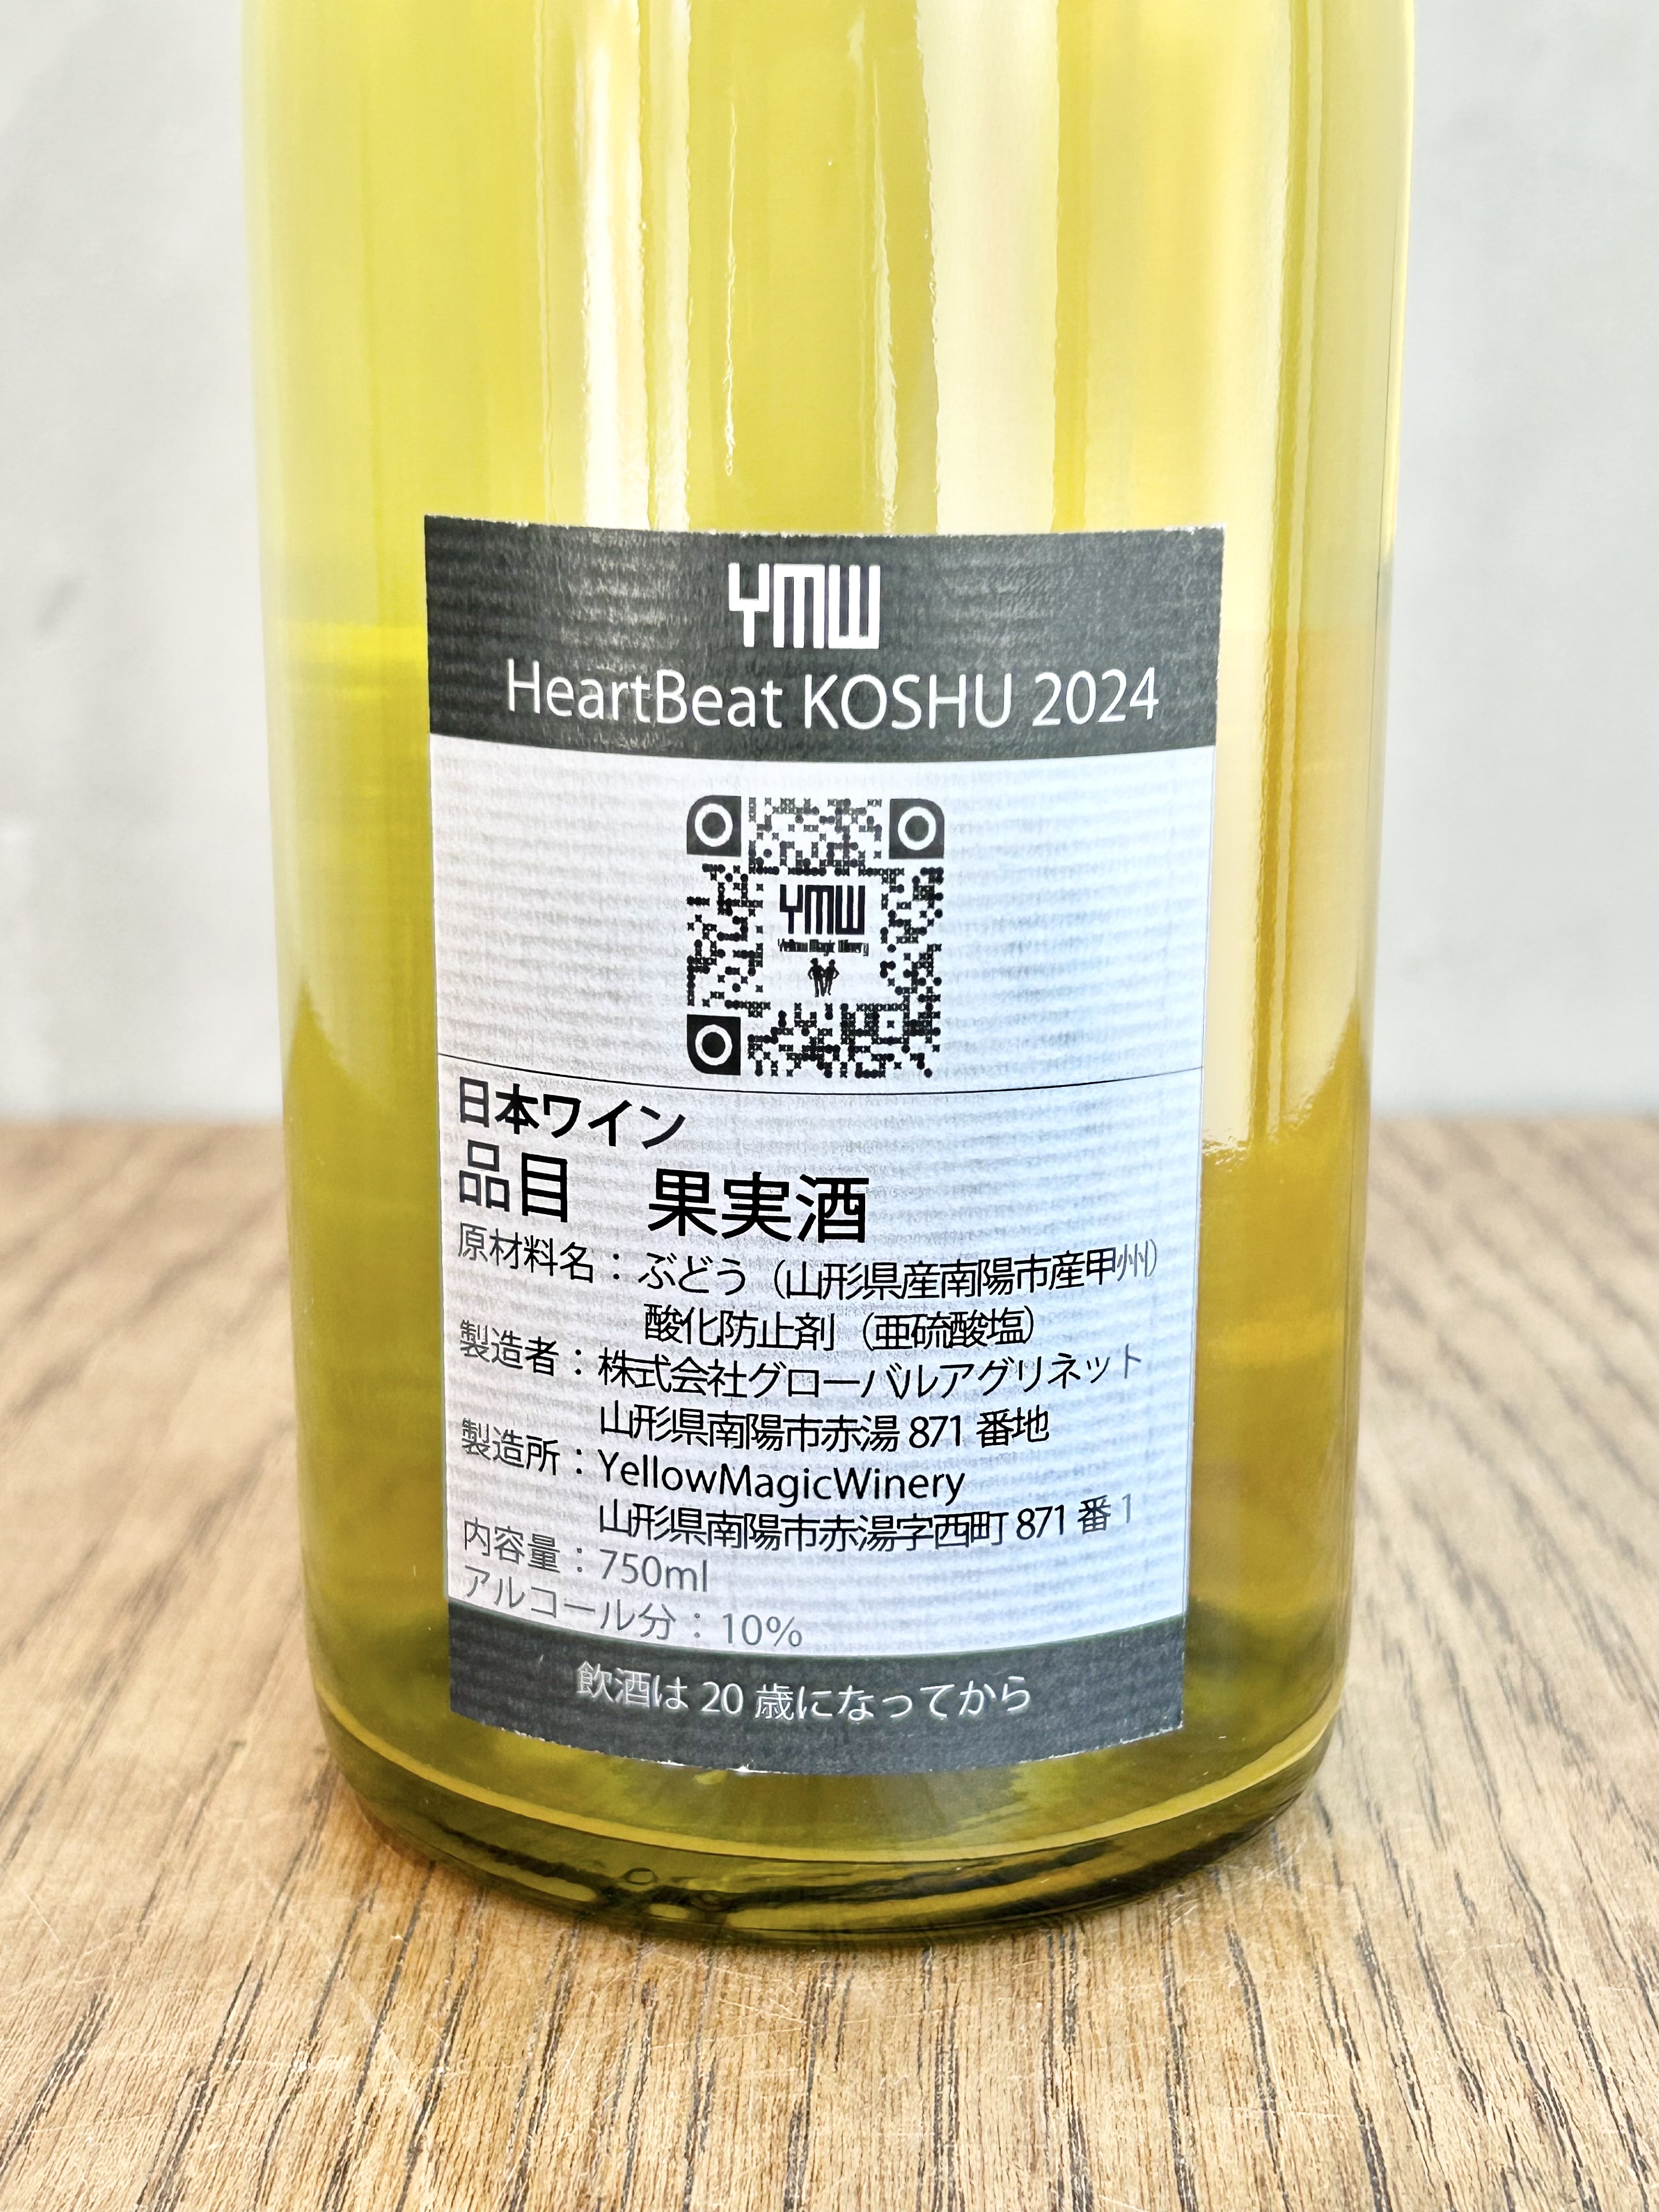 YMW
HeartBeat KOSHU 2024
YMW
Yellow Magic Winery
日本ワイン
品目　果実酒
原材料名：ぶどう（山形県産南陽市産甲州）
酸化防止剤（亜硫酸塩）
製造者：株式会社グローバルアグリネット
山形県南陽市赤湯 871 番地
製造所：YellowMagicWinery
山形県南陽市赤湯字西町 871 番 1
内容量：750ml
アルコール分：10%
飲酒は 20 歳になってから